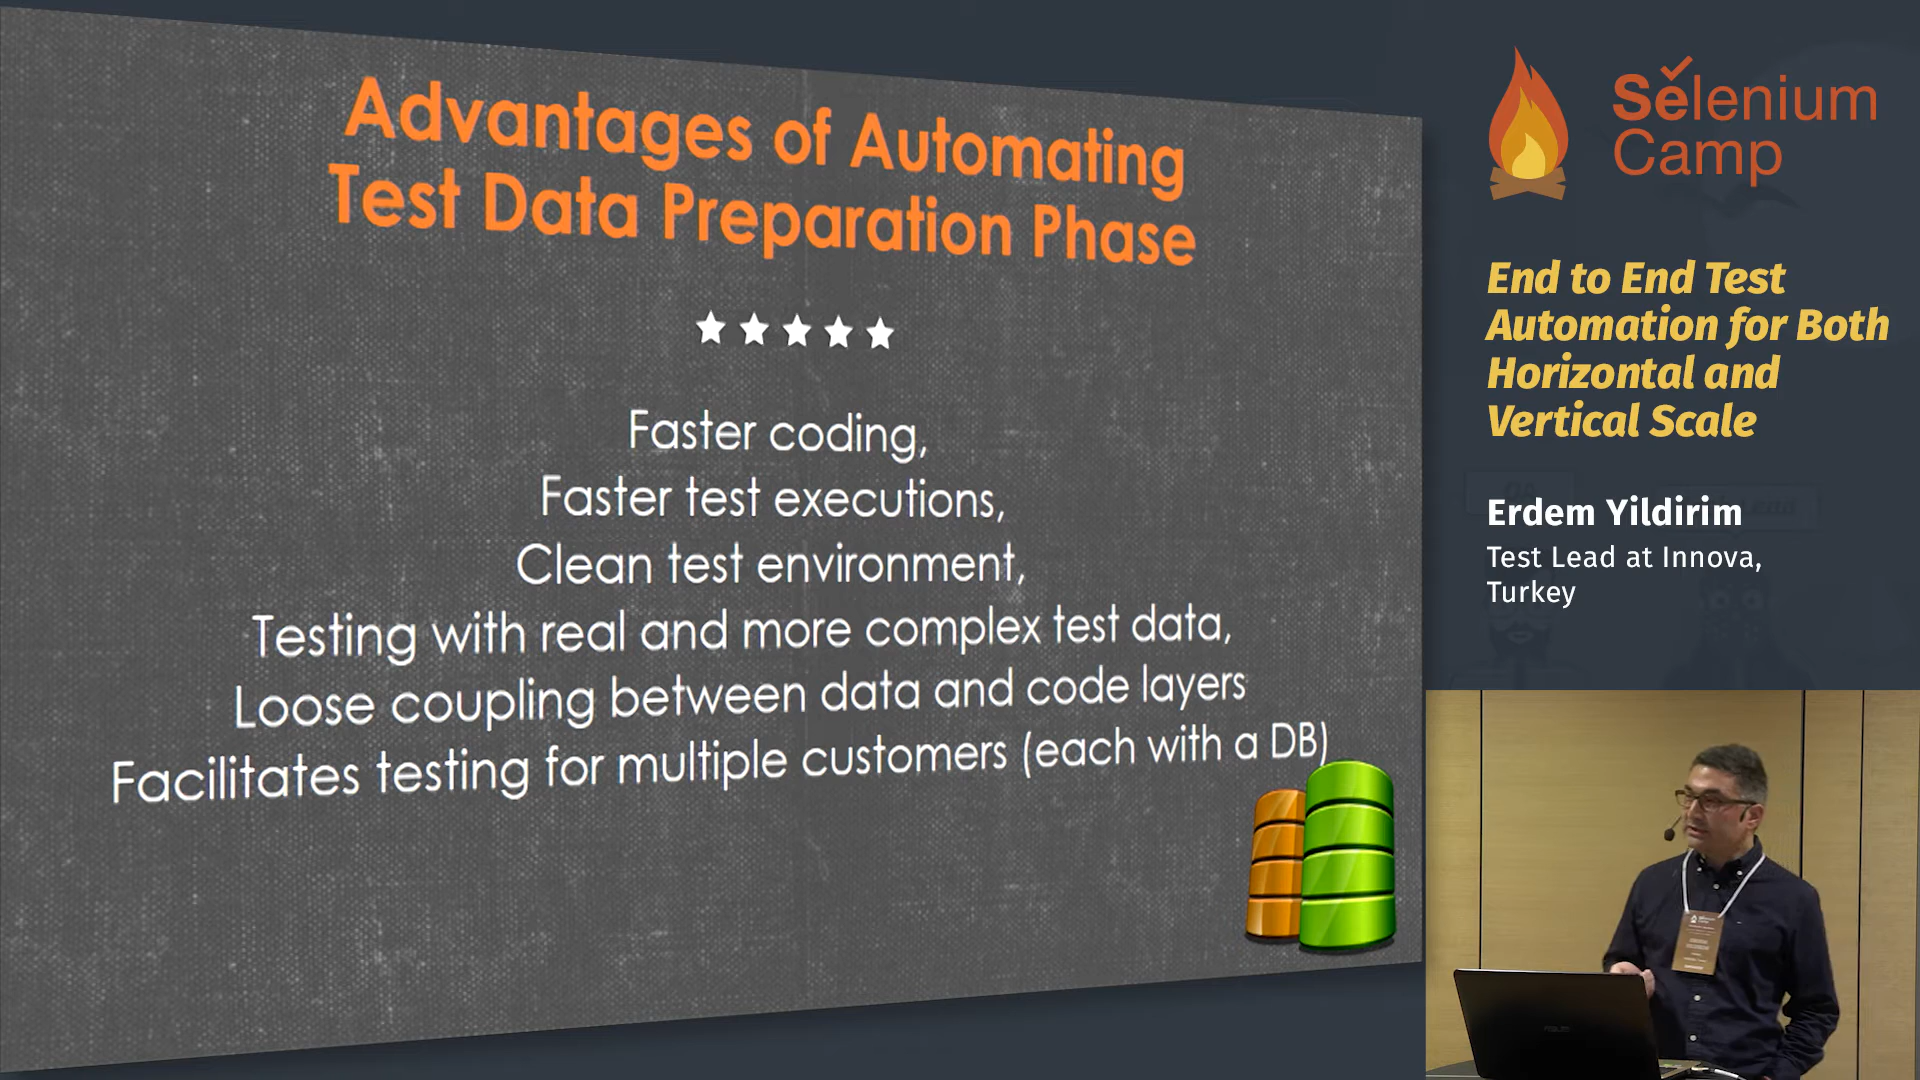 Advantages of Automating
Test Data Preparation Phase
Faster coding,
Faster test executions,
Clean test environment,
Testing with real and more complex test data,
Loose coupling between data and code layers
Facilitates testing for multiple customers (each with a DB)
Selenium
Camp
End to End Test
Automation for Both
Horizontal and
Vertical Scale
Erdem Yildirim
Test Lead at Innova,
Turkey